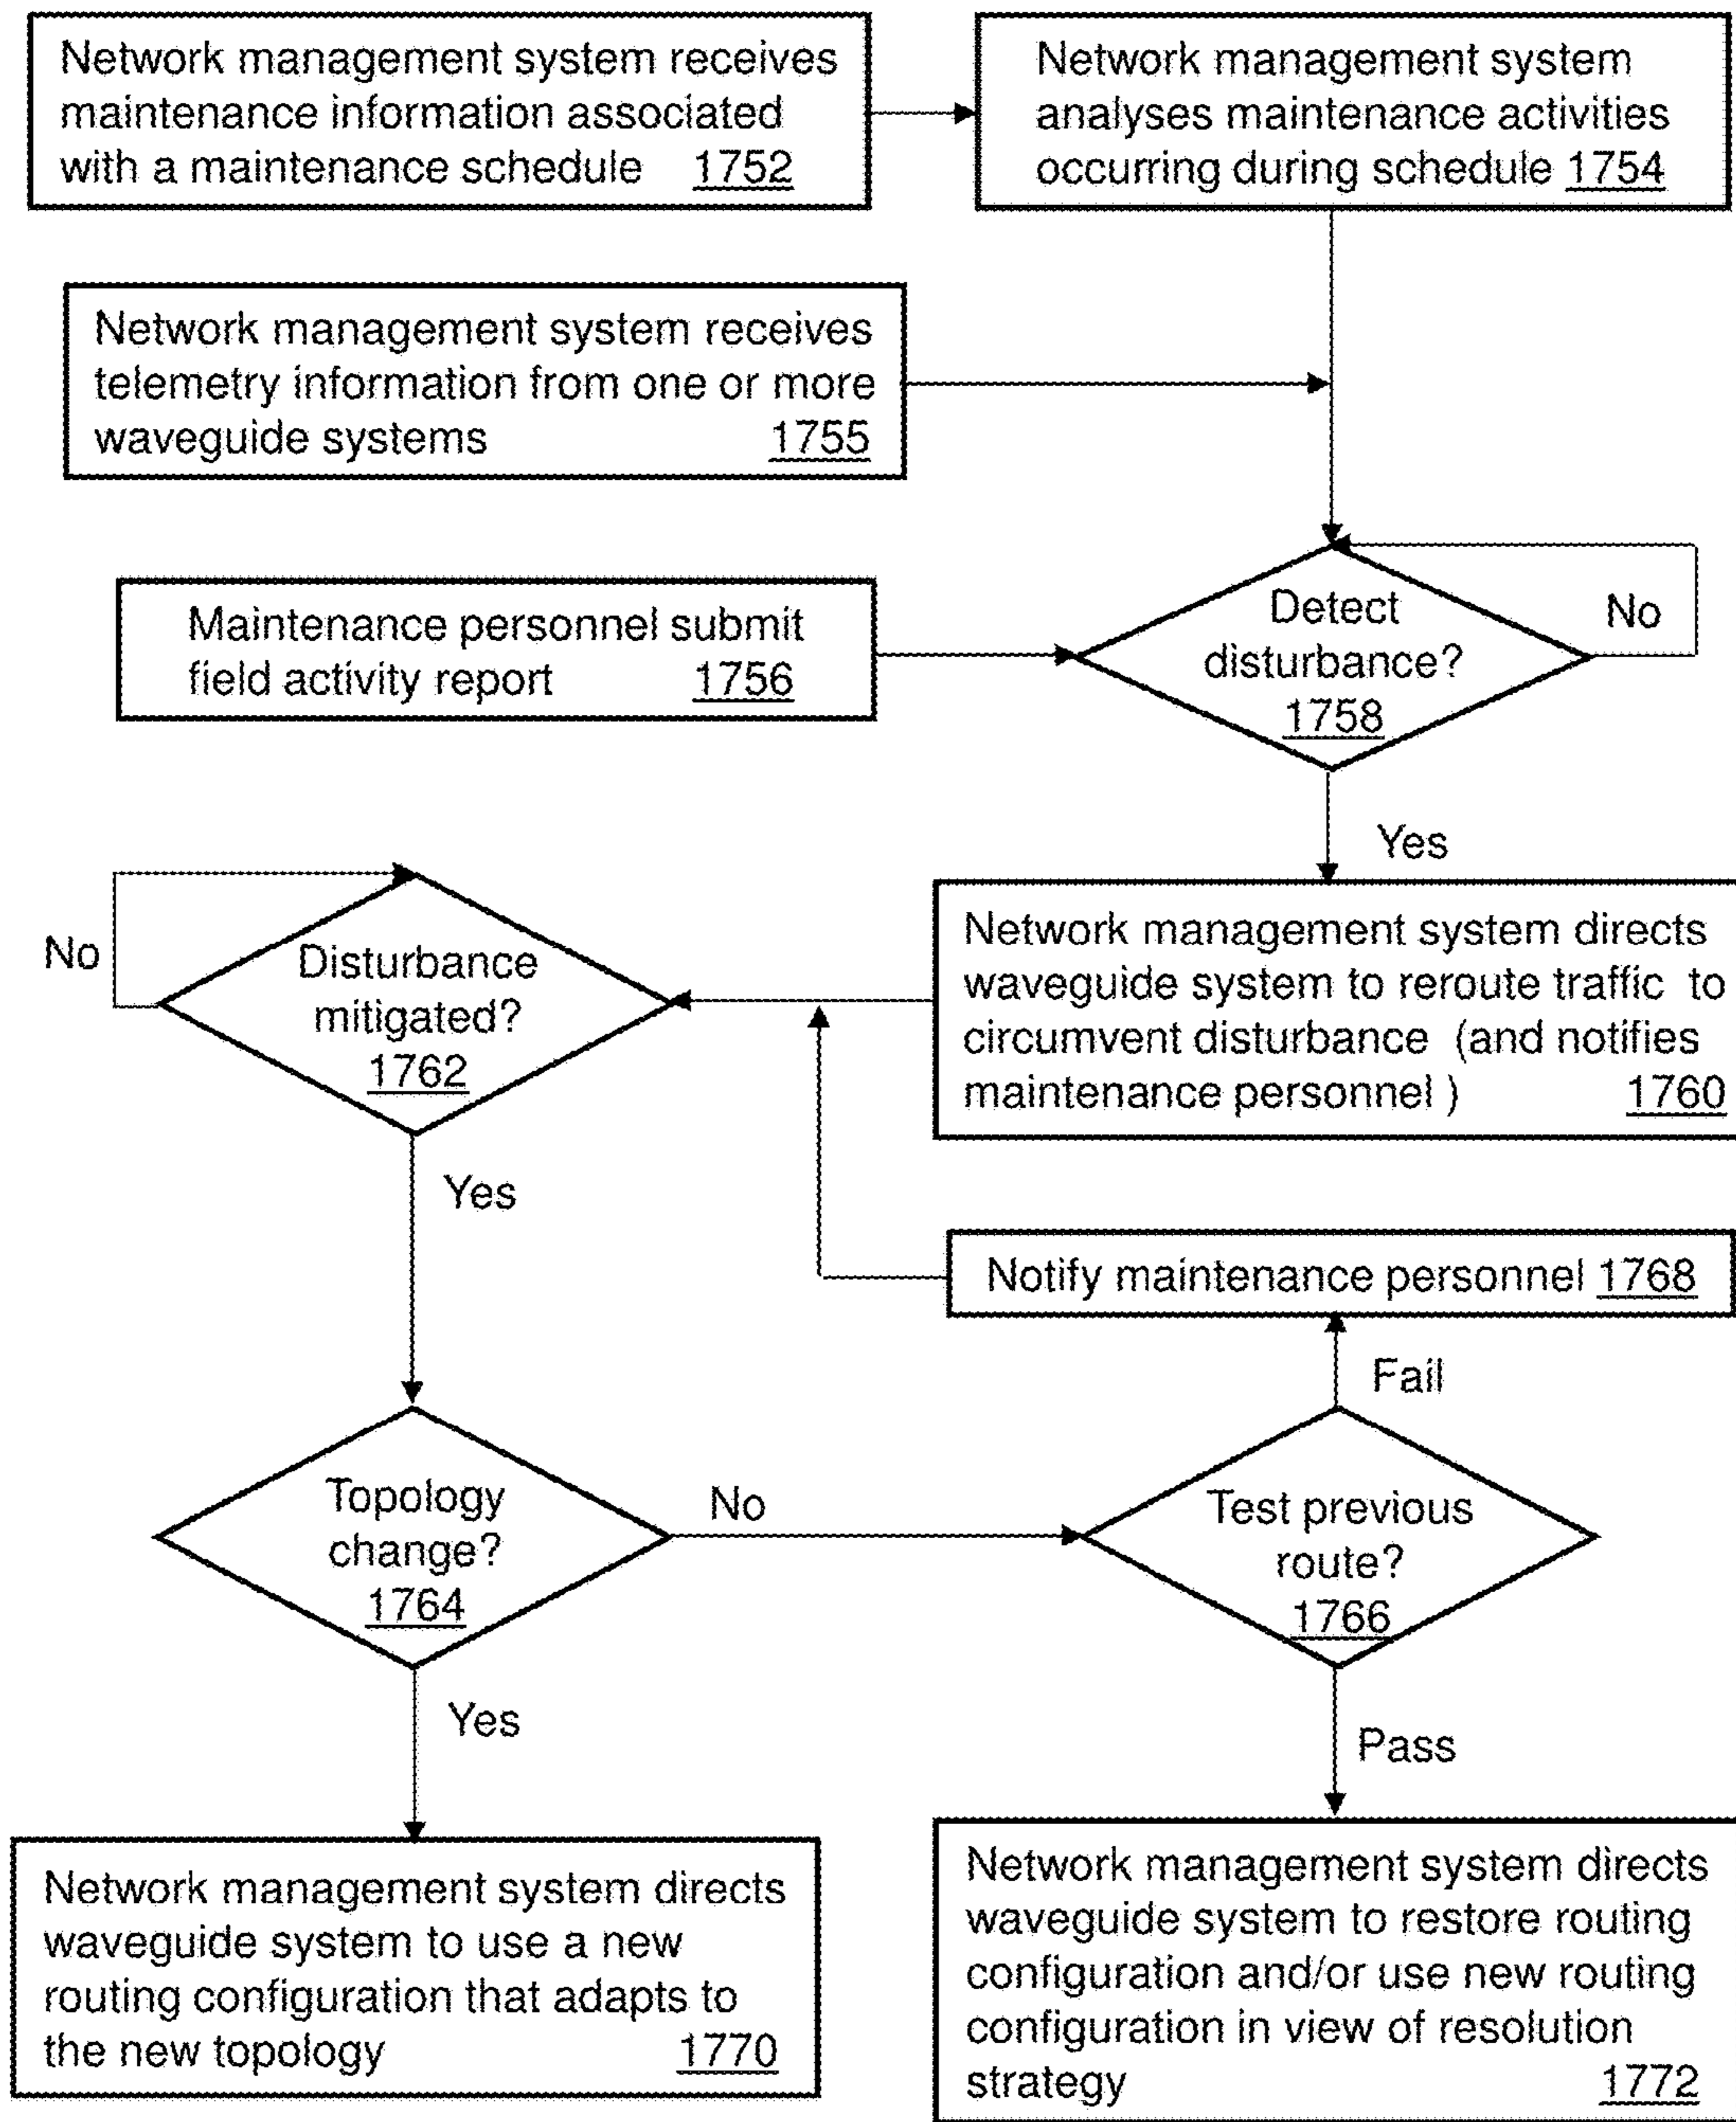 Network management system receives
maintenance information associated
with a maintenance schedule 1752
Network management system
analyses maintenance activities
occurring during schedule 1754
Network management system receives
telemetry information from one or more
waveguide systems 1755
Maintenance personnel submit
field activity report 1756
Detect
disturbance?
1758
No
Yes
Network management system directs
waveguide system to reroute traffic to
circumvent disturbance (and notifies
maintenance personnel ) 1760
No
Disturbance
mitigated?
1762
Yes
Notify maintenance personnel 1768
Fail
Topology
change?
1764
No
Test previous
route?
1766
Yes
Pass
Network management system directs
waveguide system to use a new
routing configuration that adapts to
the new topology 1770
Network management system directs
waveguide system to restore routing
configuration and/or use new routing
configuration in view of resolution
strategy 1772